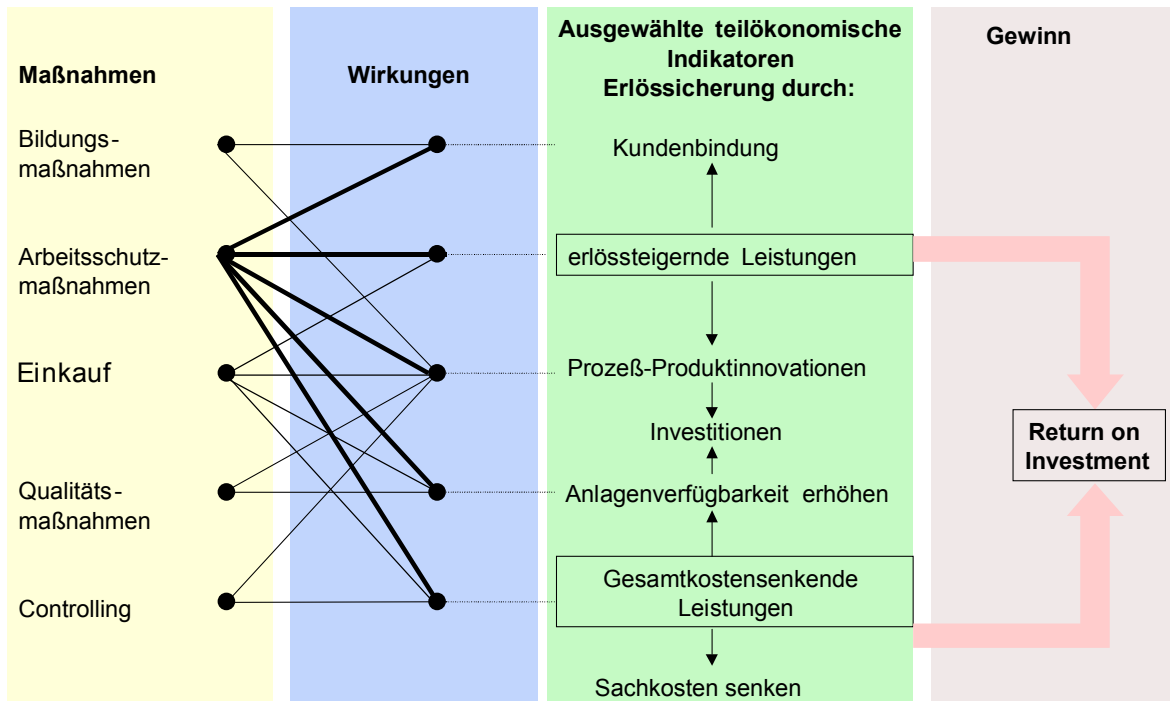 Maßnahmen
Bildungs-
maßnahmen
Arbeitsschutz-
maßnahmen
Einkauf
Qualitäts-
maßnahmen
Controlling
Wirkungen
Ausgewählte teilökonomische
Indikatoren
Erlössicherung durch:
Kundenbindung
erlössteigernde Leistungen
Prozeß-Produktinnovationen
Investitionen
Anlagenverfügbarkeit erhöhen
Gesamtkostensenkende
Leistungen
Sachkosten senken
Gewinn
Return on
Investment